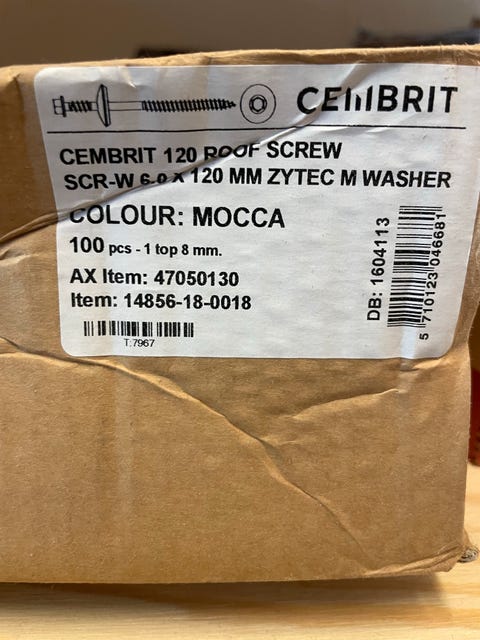 CEMBRIT
CEMBRIT 120 ROOF SCREW
SCR-W 6.0 X 120 MM ZYTEC M WASHER
COLOUR: MOCCA
100 pcs - 1 top 8 mm.
AX Item: 47050130
Item: 14856-18-0018
T:7967
DB: 1604113
5 710123 046681